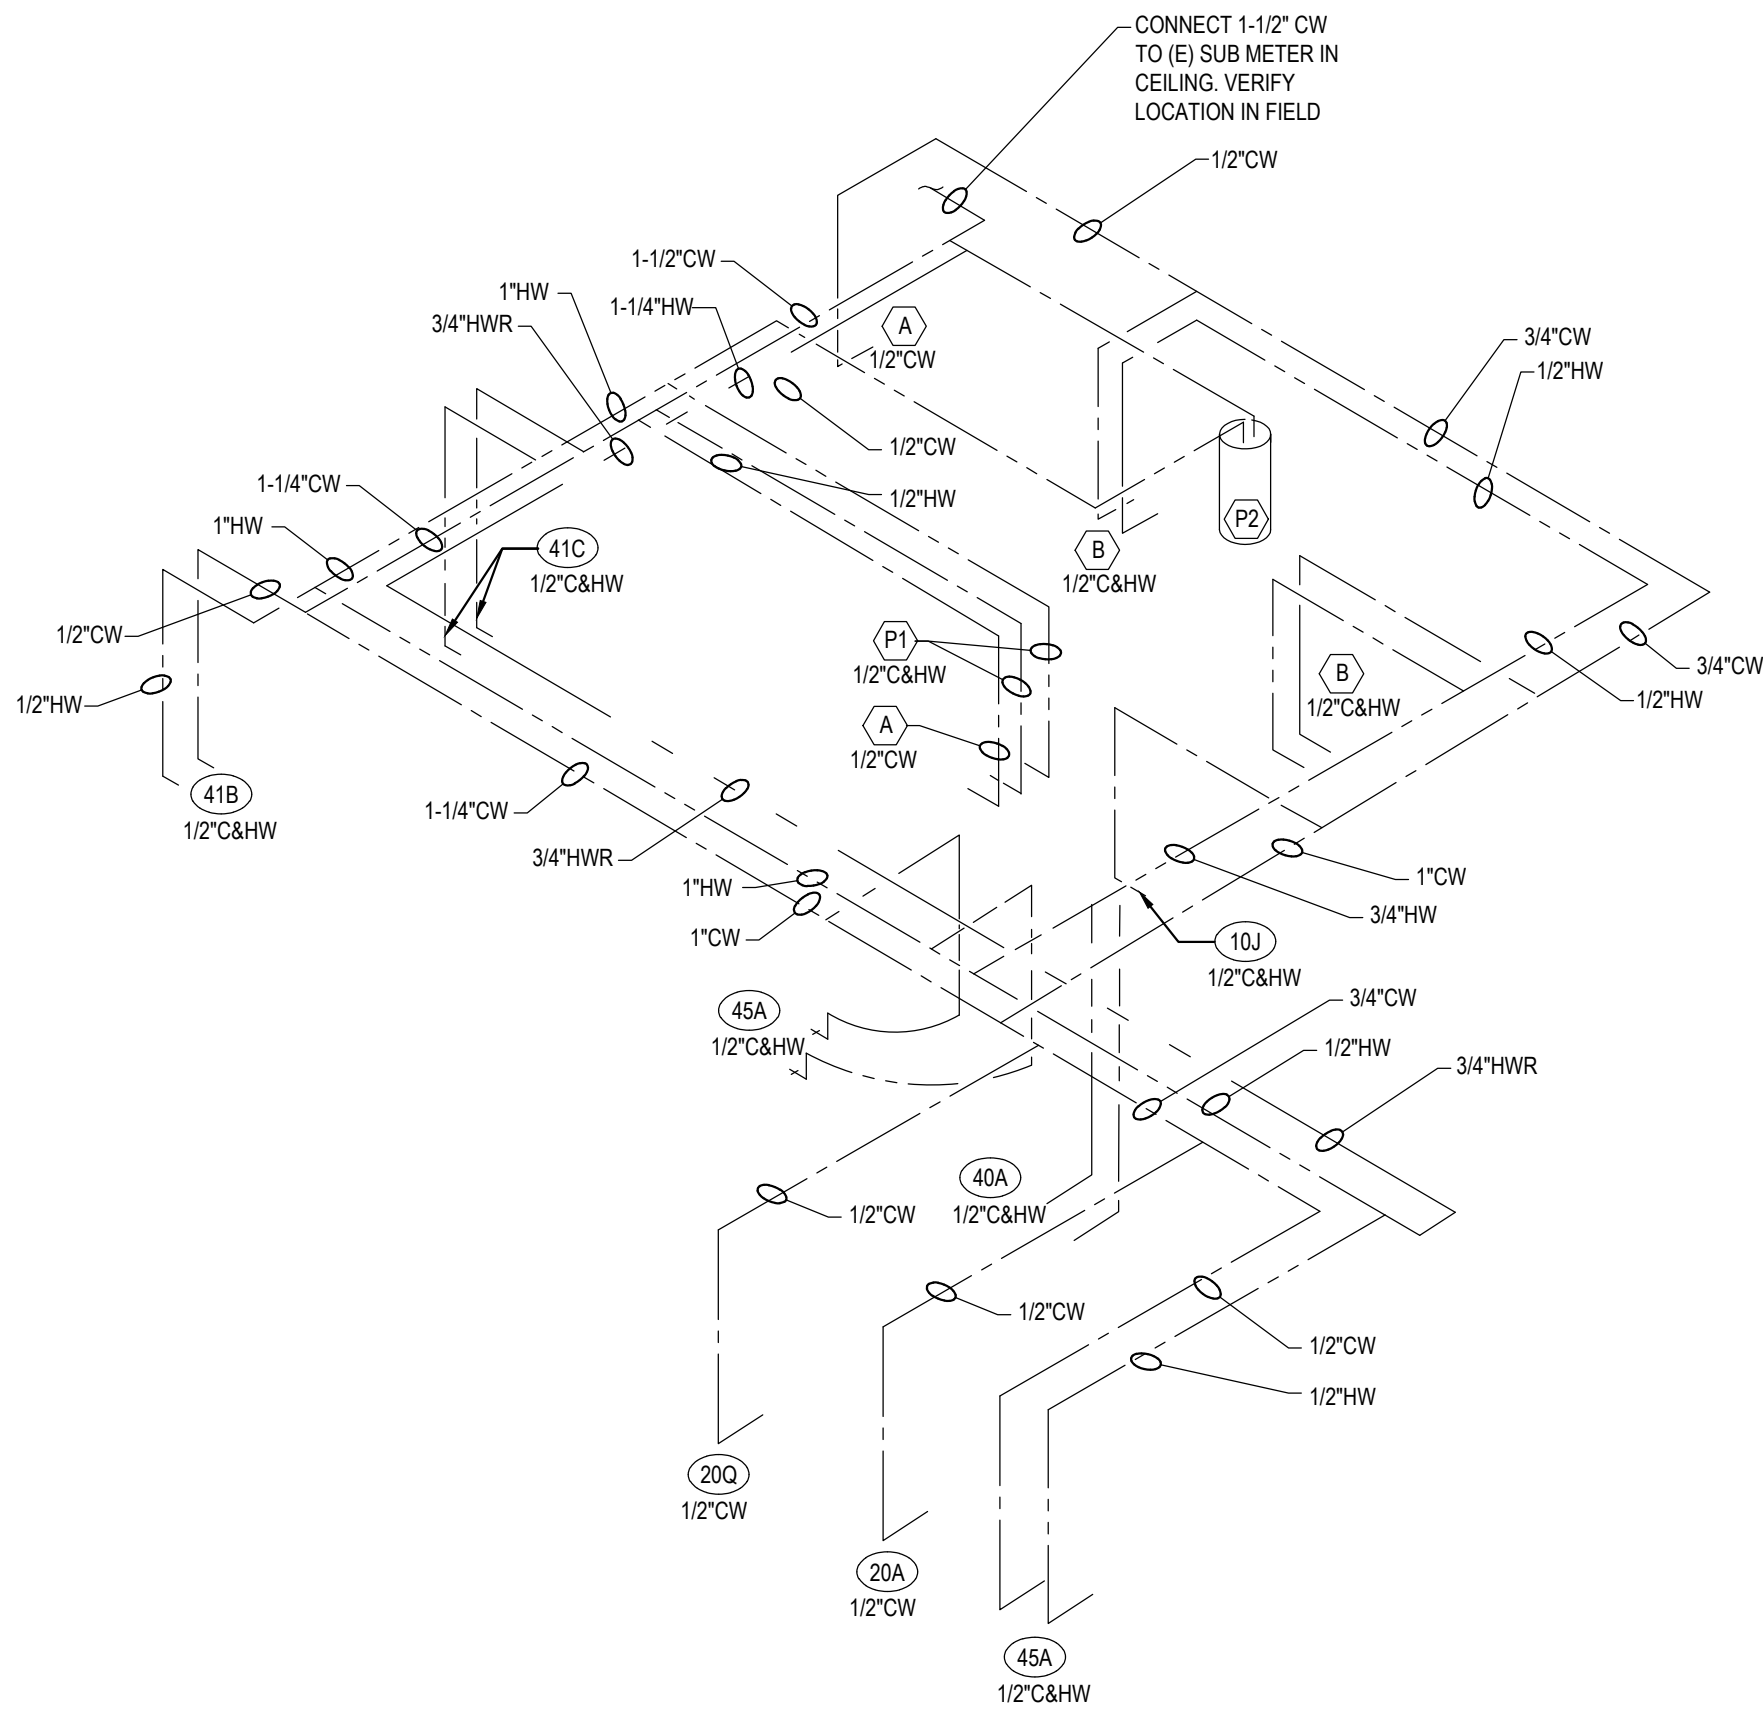 CONNECT 1-1/2" CW
TO (E) SUB METER IN
CEILING. VERIFY
LOCATION IN FIELD
1/2"CW
1-1/2"CW
1"HW
1-1/4"HW
3/4"HWR
A
1/2"CW
3/4"CW
1/2"HW
1/2"CW
1/2"HW
1-1/4"CW
1"HW
P2
41C
1/2"C&HW
B
1/2"C&HW
1/2"CW
P1
1/2"C&HW
B
1/2"C&HW
3/4"CW
1/2"HW
1/2"HW
A
1/2"CW
41B
1/2"C&HW
1-1/4"CW
3/4"HWR
1"HW
1"CW
1"CW
3/4"HW
10J
1/2"C&HW
45A
1/2"C&HW
3/4"CW
1/2"HW
3/4"HWR
40A
1/2"C&HW
1/2"CW
1/2"CW
1/2"CW
1/2"HW
20Q
1/2"CW
20A
1/2"CW
45A
1/2"C&HW